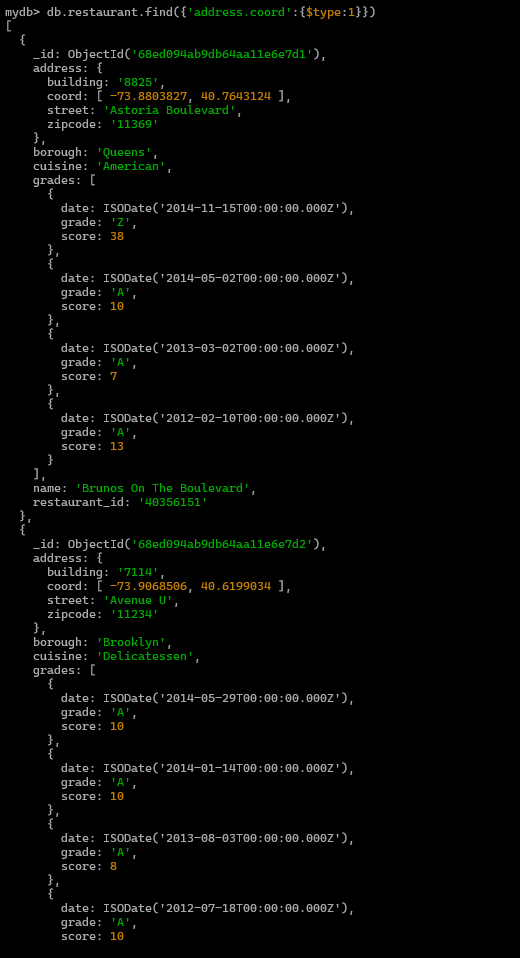 mydb> db.restaurant.find({'address.coord':{$type:1}})
[
  {
    _id: ObjectId('68ed094ab9db64aa11e6e7d1'),
    address: {
      building: '8825',
      coord: [ -73.8803827, 40.7643124 ],
      street: 'Astoria Boulevard',
      zipcode: '11369'
    },
    borough: 'Queens',
    cuisine: 'American',
    grades: [
      {
        date: ISODate('2014-11-15T00:00:00.000Z'),
        grade: 'Z',
        score: 38
      },
      {
        date: ISODate('2014-05-02T00:00:00.000Z'),
        grade: 'A',
        score: 10
      },
      {
        date: ISODate('2013-03-02T00:00:00.000Z'),
        grade: 'A',
        score: 7
      },
      {
        date: ISODate('2012-02-10T00:00:00.000Z'),
        grade: 'A',
        score: 13
      }
    ],
    name: 'Brunos On The Boulevard',
    restaurant_id: '40356151'
  },
  {
    _id: ObjectId('68ed094ab9db64aa11e6e7d2'),
    address: {
      building: '7114',
      coord: [ -73.9068506, 40.6199034 ],
      street: 'Avenue U',
      zipcode: '11234'
    },
    borough: 'Brooklyn',
    cuisine: 'Delicatessen',
    grades: [
      {
        date: ISODate('2014-05-29T00:00:00.000Z'),
        grade: 'A',
        score: 10
      },
      {
        date: ISODate('2014-01-14T00:00:00.000Z'),
        grade: 'A',
        score: 10
      },
      {
        date: ISODate('2013-08-03T00:00:00.000Z'),
        grade: 'A',
        score: 8
      },
      {
        date: ISODate('2012-07-18T00:00:00.000Z'),
        grade: 'A',
        score: 10